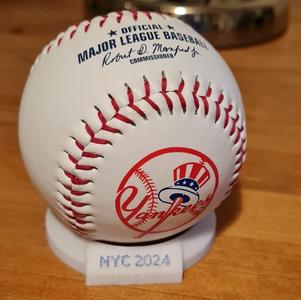 ★ OFFICIAL ★
MAJOR LEAGUE BASEBALL
Robert D. Manfred Jr.
COMMISSIONER
Yankees
NYC 2024